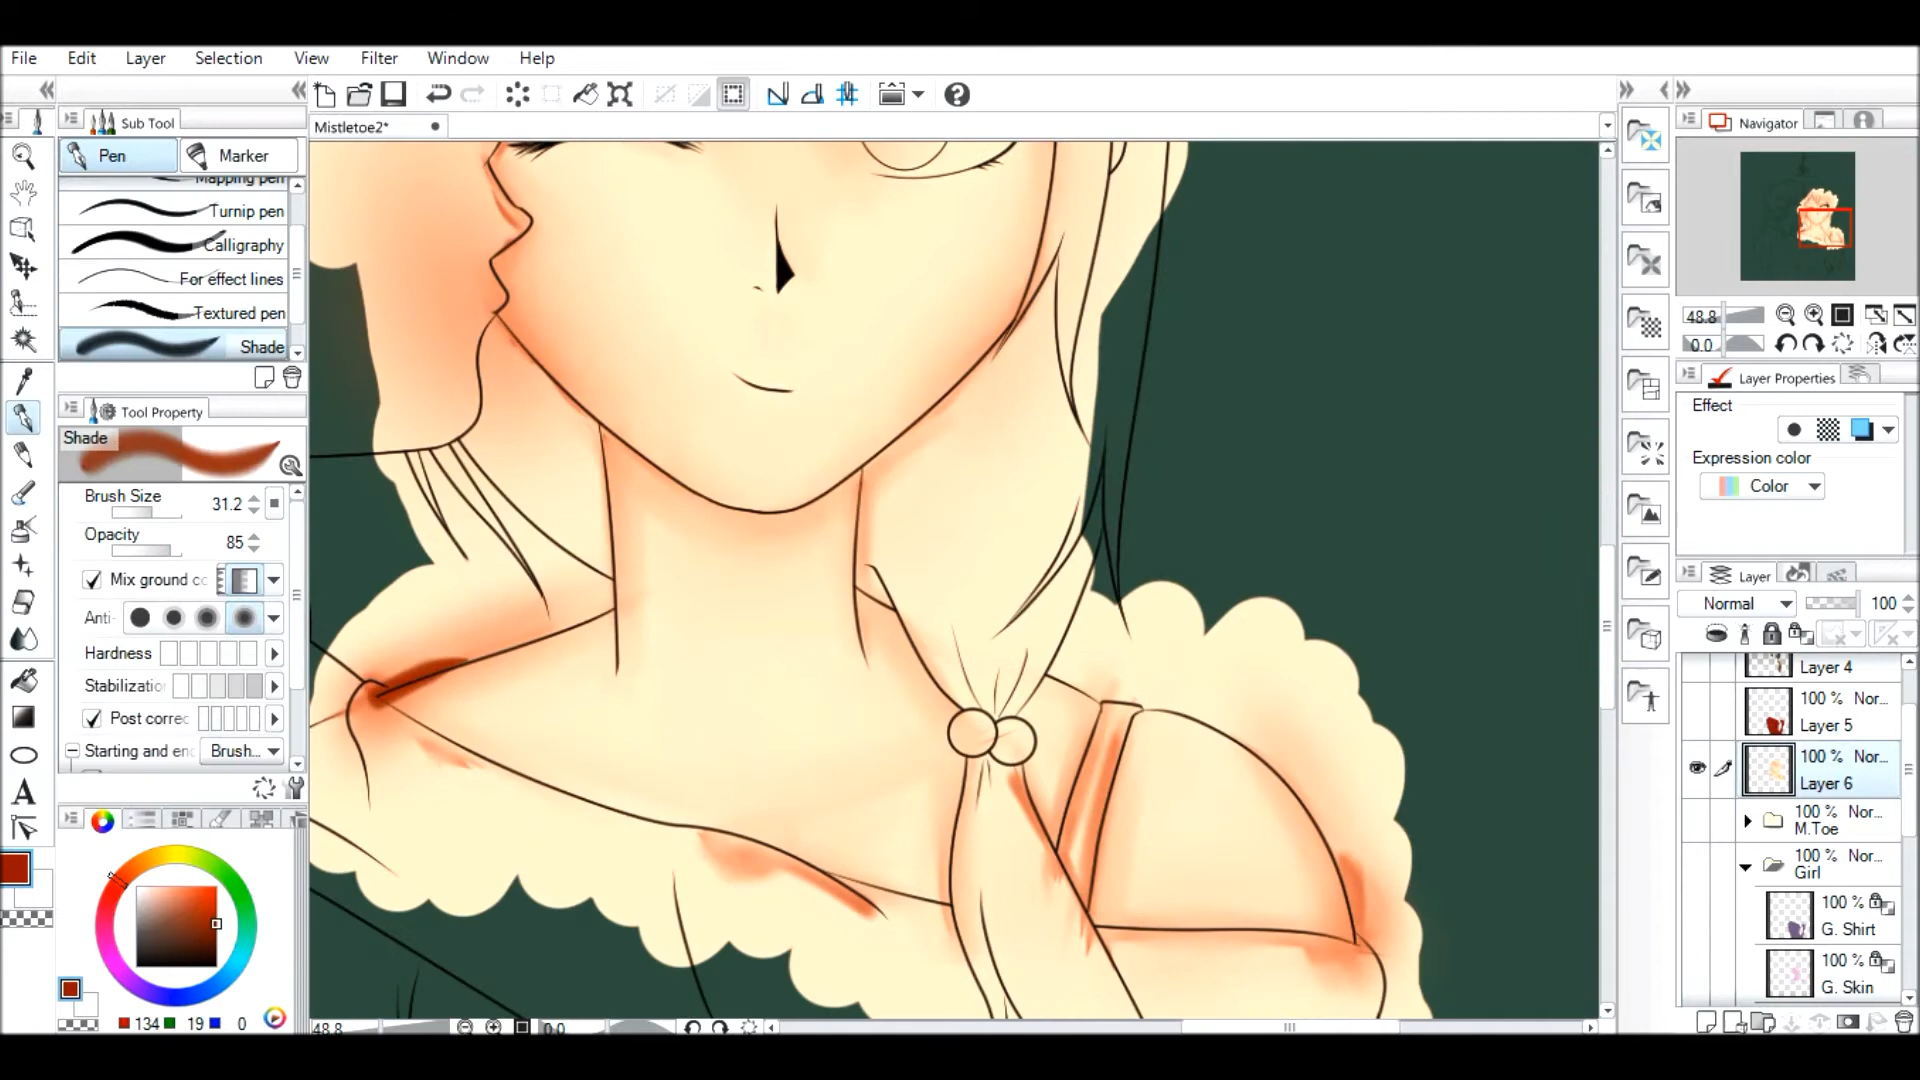 File Edit Layer Selection View Filter Window Help
Sub Tool
Mistletoe2*
Navigator
Pen Marker
Mapping pen
Turnip pen
Calligraphy
For effect lines
Textured pen
Shade
48.8
0.0
Layer Properties
Tool Property
Effect
Shade
Expression color
Color
Brush Size 31.2
Opacity 85
Mix ground co
Anti-
Hardness
Stabilization
Post correc
Starting and end Brush...
Layer
Normal 100
Layer 4
100 % Nor...
Layer 5
100 % Nor...
Layer 6
100 % Nor...
M.Toe
100 % Nor...
Girl
100 %
G. Shirt
100 %
G. Skin
134 19 0
48.8 0.0